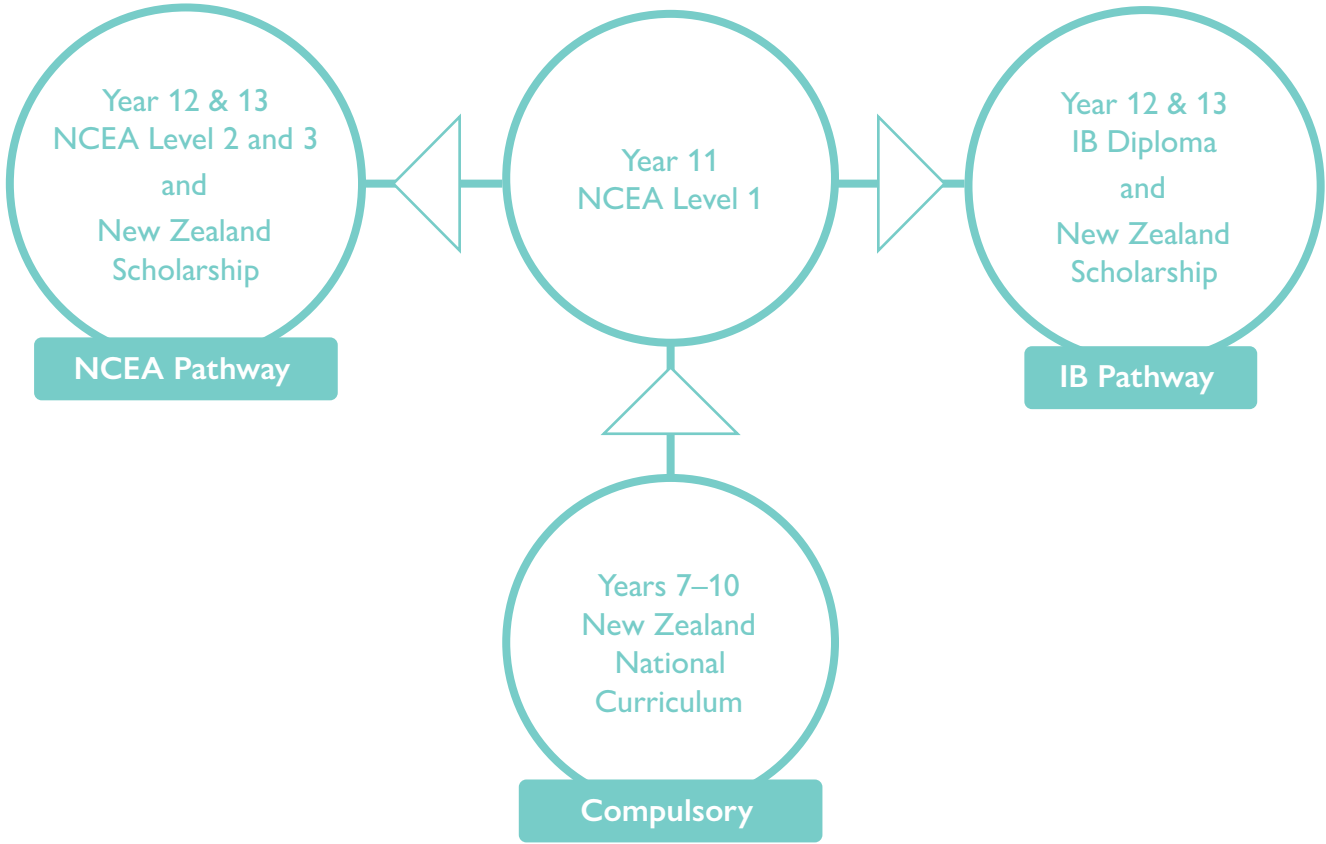 Year 12 & 13
NCEA Level 2 and 3
and
New Zealand
Scholarship
NCEA Pathway
Year 11
NCEA Level 1
Year 12 & 13
IB Diploma
and
New Zealand
Scholarship
IB Pathway
Years 7–10
New Zealand
National
Curriculum
Compulsory